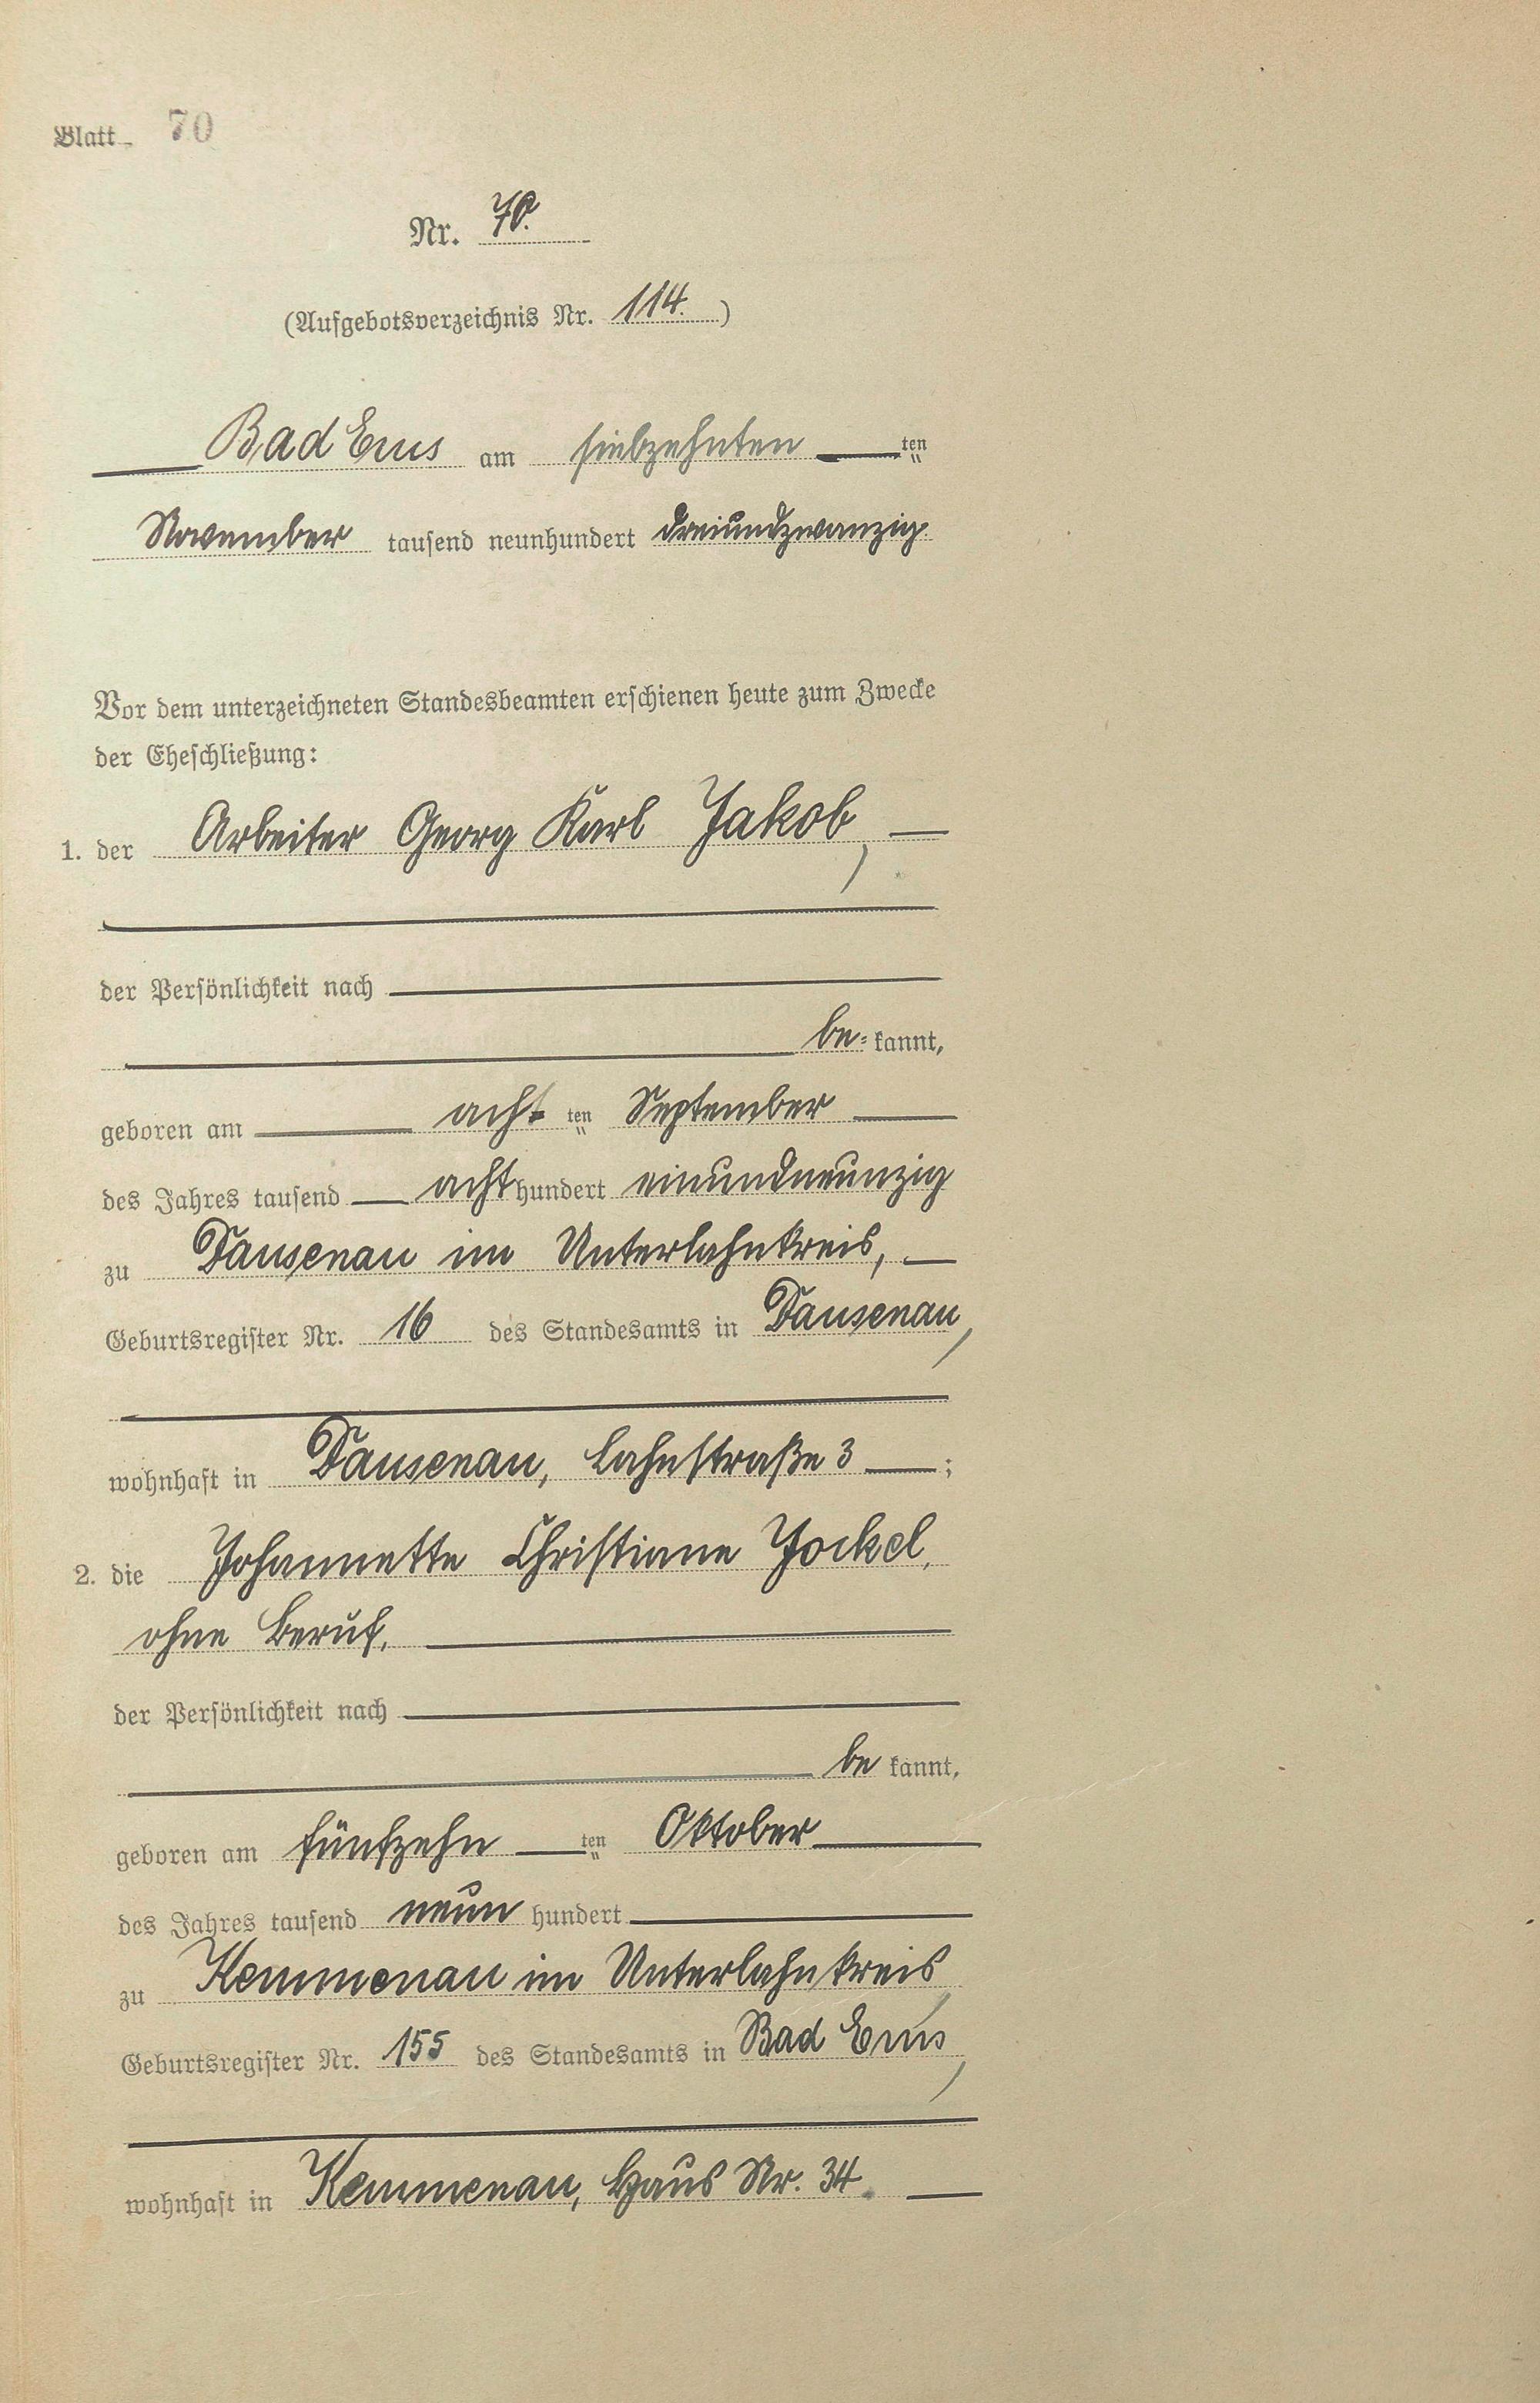 Blatt 70
Nr. 70.
(Aufgebotsverzeichnis Nr. 114.)
Bad Ems am siebzehnten ten
November tausend neunhundert dreiundzwanzig.
Vor dem unterzeichneten Standesbeamten erschienen heute zum Zwecke
der Eheschließung:
1. der Arbeiter Georg Karl Jakob,
der Persönlichkeit nach
be= kannt,
geboren am acht ten September
des Jahres tausend acht hundert einundneunzig
zu Dausenau im Unterlahnkreis,
Geburtsregister Nr. 16 des Standesamts in Dausenau,
wohnhaft in Dausenau, Lahnstraße 3 ;
2. die Johannette Christiane Jockel,
ohne Beruf,
der Persönlichkeit nach
be kannt,
geboren am fünfzehn ten Oktober
des Jahres tausend neun hundert
zu Kemmenau im Unterlahnkreis,
Geburtsregister Nr. 155 des Standesamts in Bad Ems,
wohnhaft in Kemmenau, Haus Nr. 34.